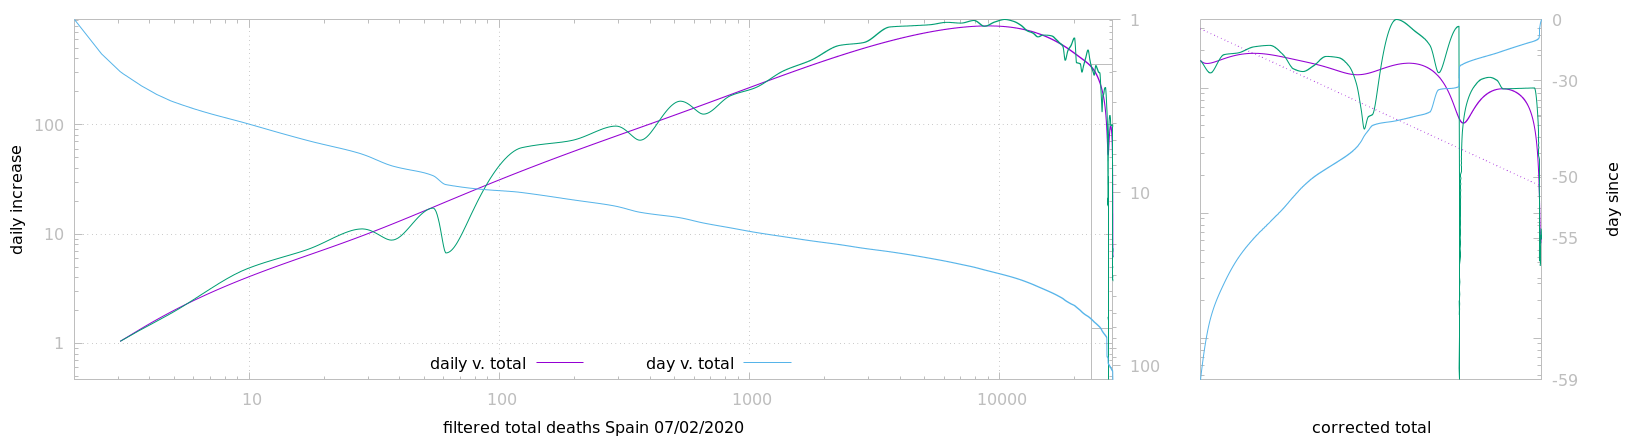 daily increase
100
10
1
daily v. total
day v. total
10
100
1000
10000
filtered total deaths Spain 07/02/2020
1
10
100
0
-30
-50
-55
-59
day since
corrected total